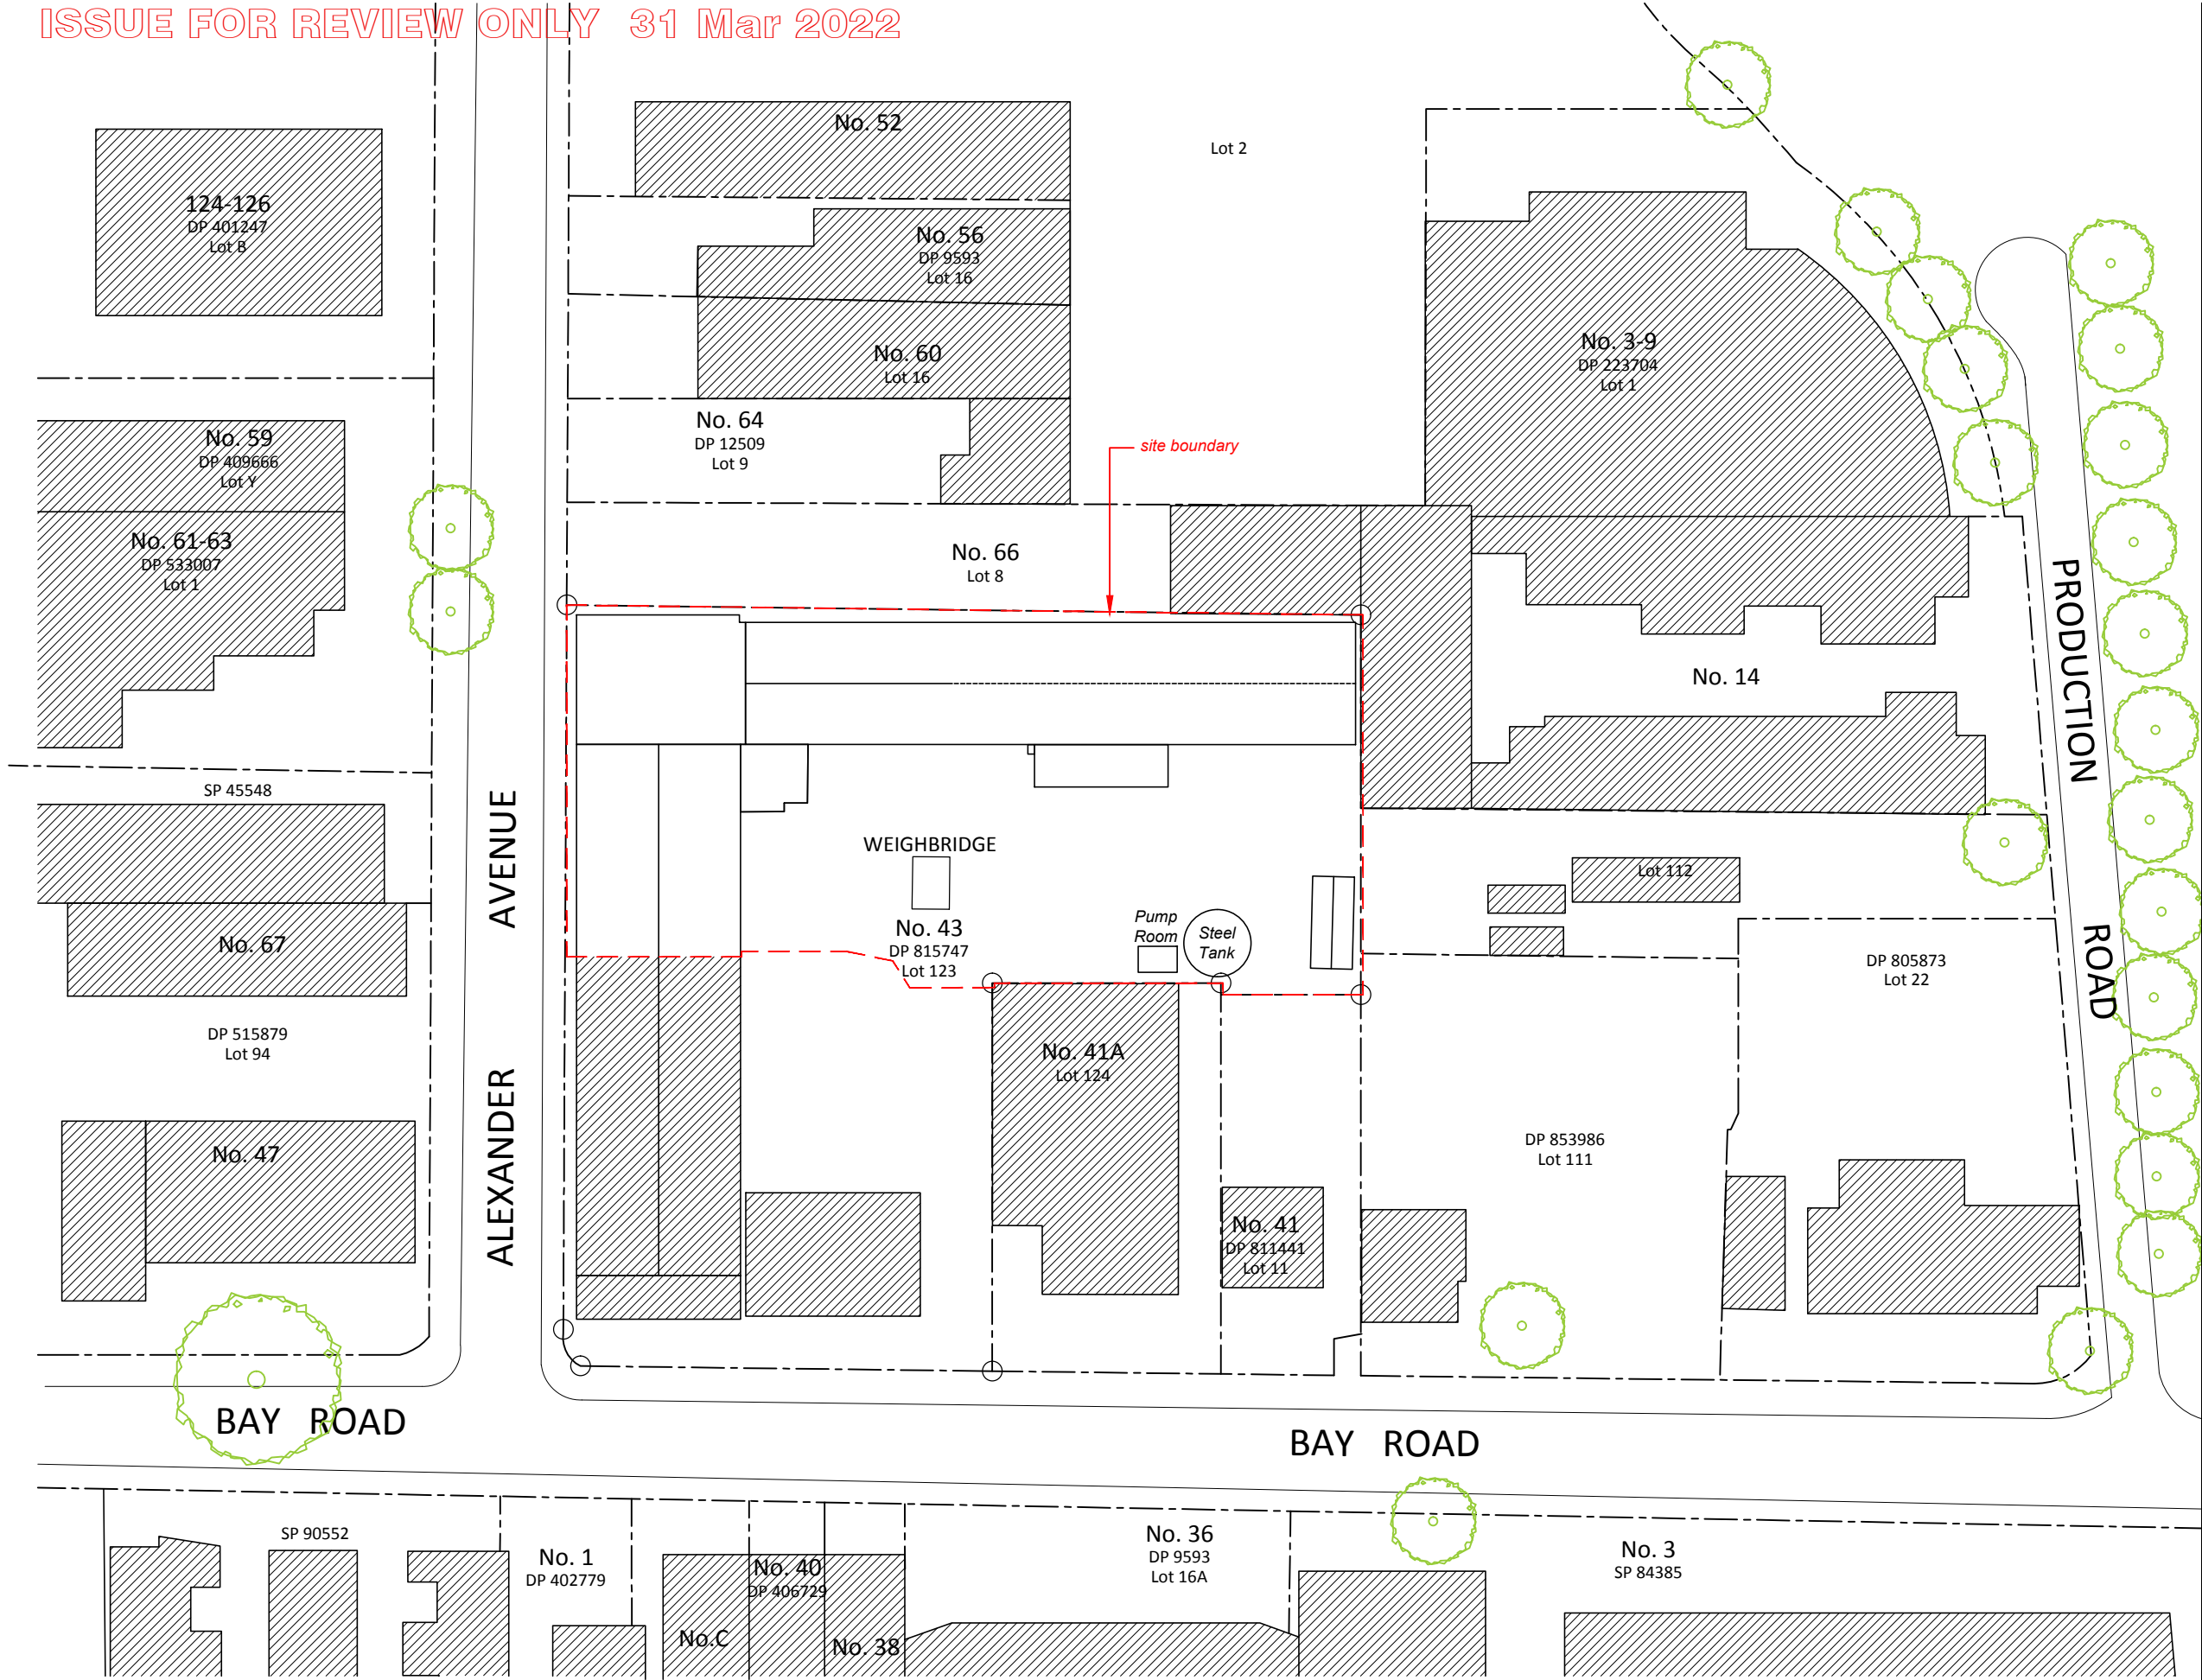 ISSUE FOR REVIEW ONLY 31 Mar 2022
No. 52
Lot 2
124-126
DP 401247
Lot B
No. 56
DP 9593
Lot 16
No. 60
Lot 16
No. 3-9
DP 223704
Lot 1
No. 64
DP 12509
Lot 9
site boundary
No. 59
DP 409666
Lot Y
No. 61-63
DP 533007
Lot 1
No. 66
Lot 8
No. 14
PRODUCTION ROAD
SP 45548
ALEXANDER AVENUE
WEIGHBRIDGE
No. 43
DP 815747
Lot 123
Pump
Room
Steel
Tank
Lot 112
No. 67
DP 805873
Lot 22
DP 515879
Lot 94
No. 41A
Lot 124
No. 47
DP 853986
Lot 111
No. 41
DP 811441
Lot 11
BAY ROAD
BAY ROAD
SP 90552
No. 1
DP 402779
No. 40
DP 406729
No.C
No. 38
No. 36
DP 9593
Lot 16A
No. 3
SP 84385